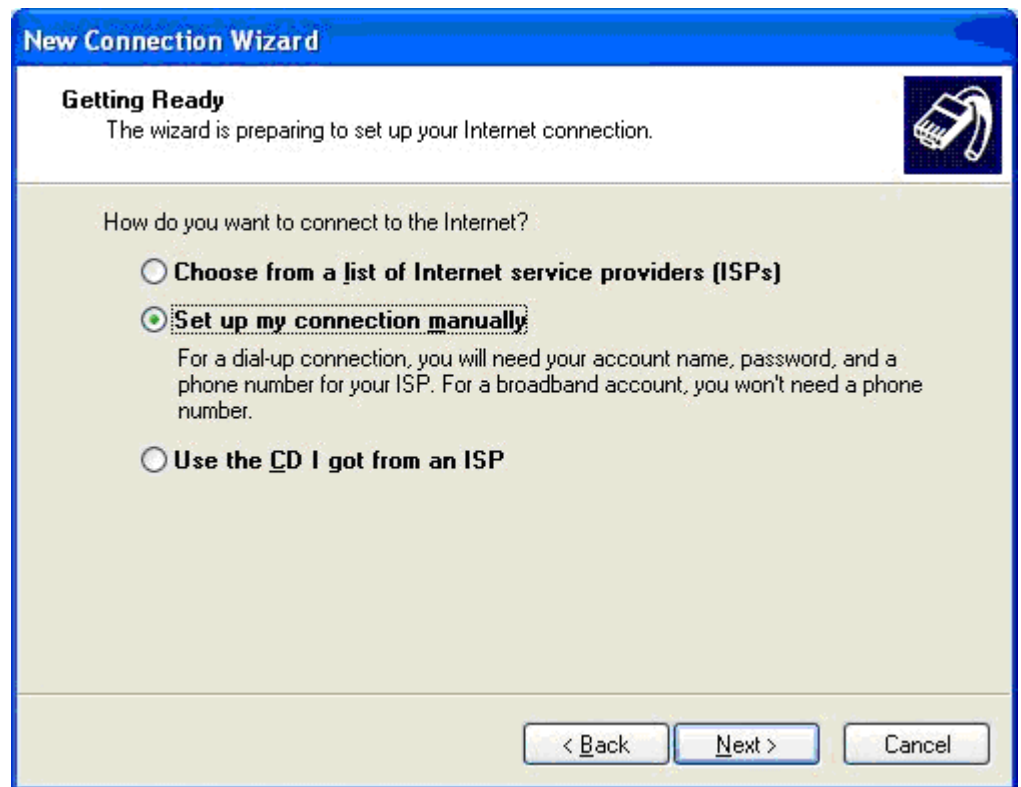 New Connection Wizard
Getting Ready
The wizard is preparing to set up your Internet connection.
How do you want to connect to the Internet?
Choose from a list of Internet service providers (ISPs)
Set up my connection manually
For a dial-up connection, you will need your account name, password, and a
phone number for your ISP. For a broadband account, you won't need a phone
number.
Use the CD I got from an ISP
< Back
Next >
Cancel